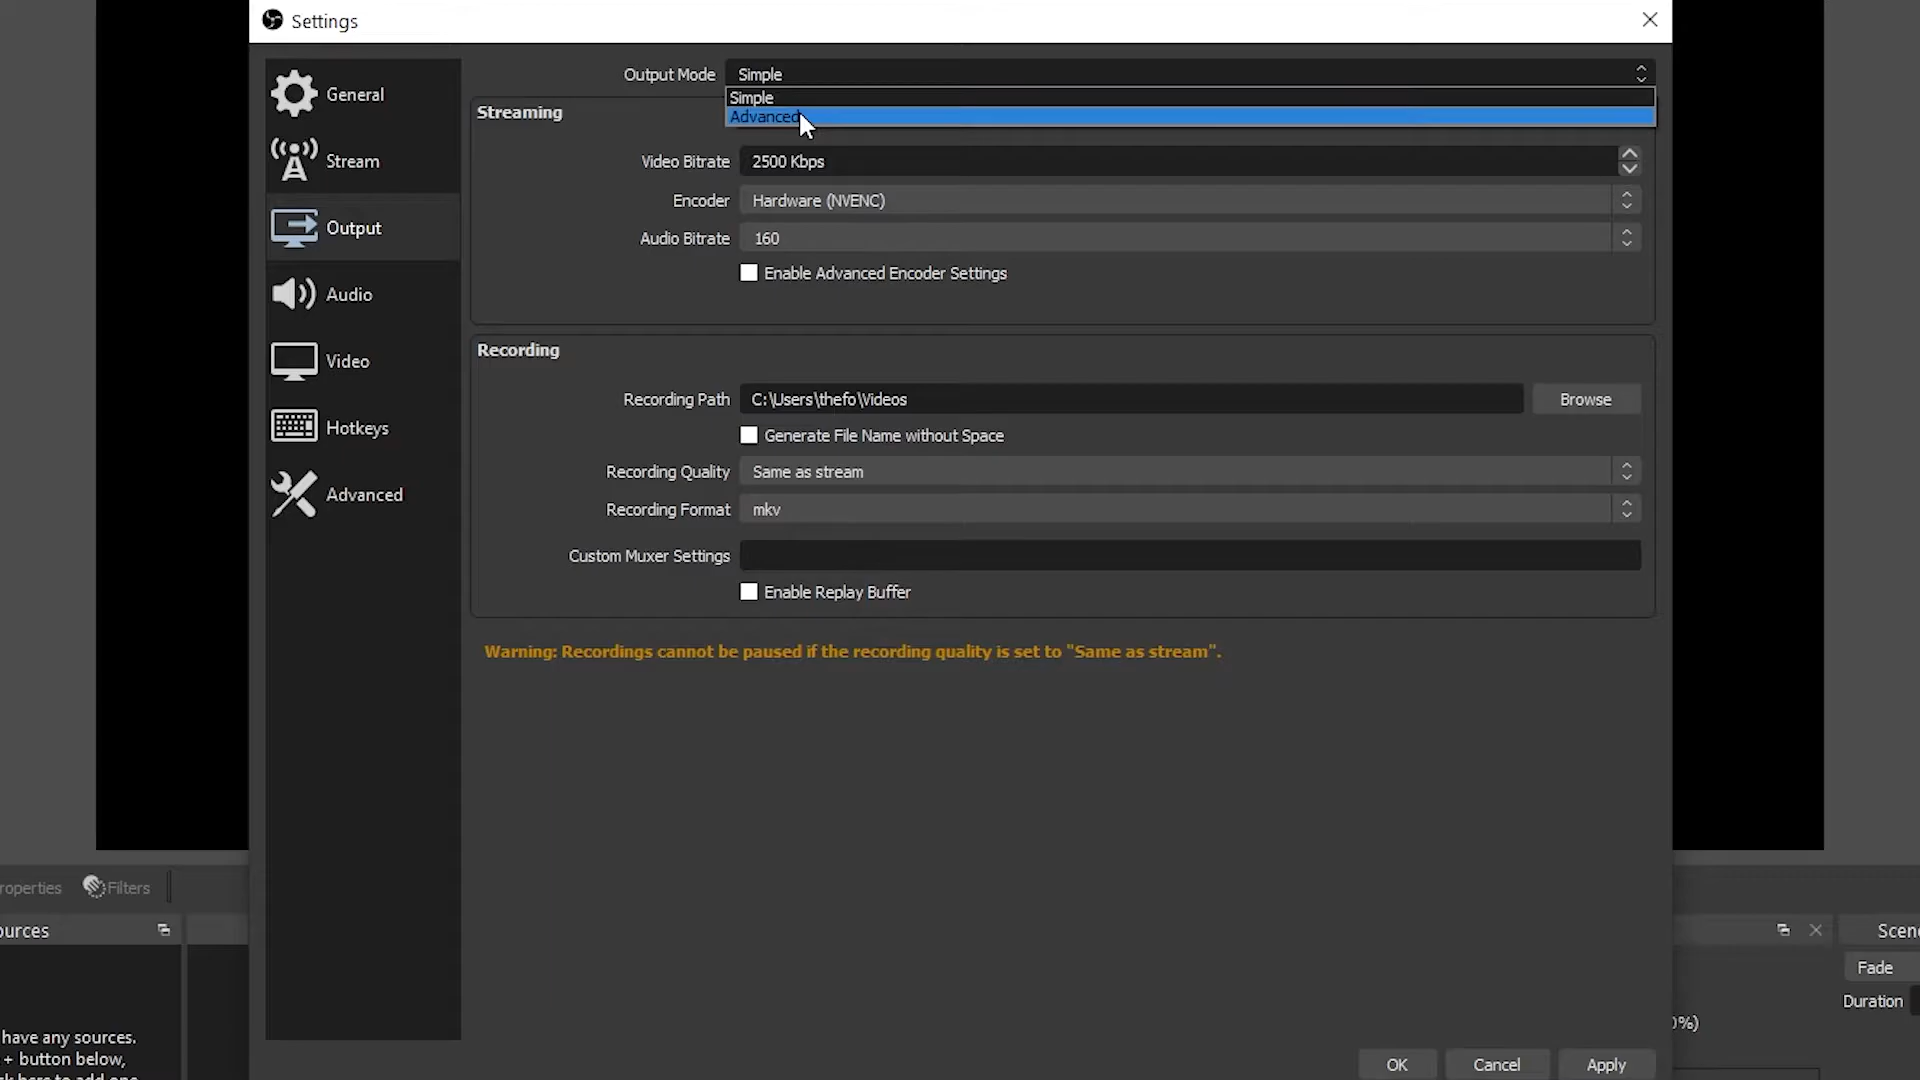 Settings
General
Stream
Output
Audio
Video
Hotkeys
Advanced
Output Mode Simple
Simple
Advanced
Streaming
Video Bitrate 2500 Kbps
Encoder Hardware (NVENC)
Audio Bitrate 160
Enable Advanced Encoder Settings
Recording
Recording Path C:\Users\thefo\Videos Browse
Generate File Name without Space
Recording Quality Same as stream
Recording Format mkv
Custom Muxer Settings
Enable Replay Buffer
Warning: Recordings cannot be paused if the recording quality is set to "Same as stream".
OK Cancel Apply
roperties Filters
ources
have any sources.
+ button below,
Scen
Fade
Duration
0%)